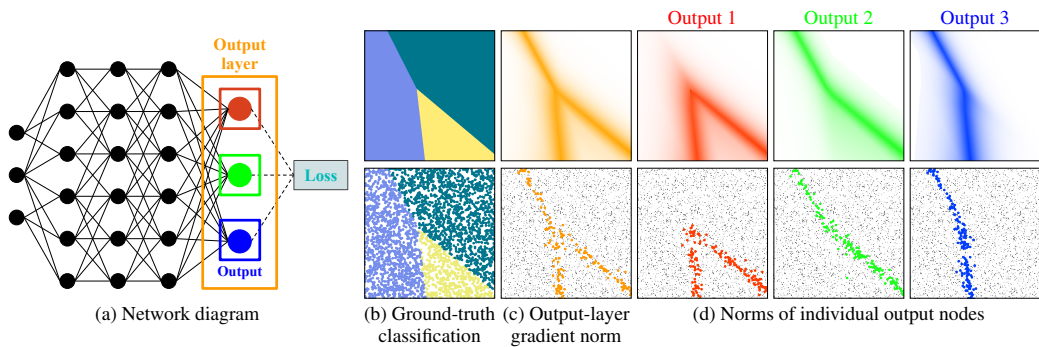 Output
layer
Output
Loss
(a) Network diagram
(b) Ground-truth
classification
(c) Output-layer
gradient norm
Output 1
Output 2
Output 3
(d) Norms of individual output nodes